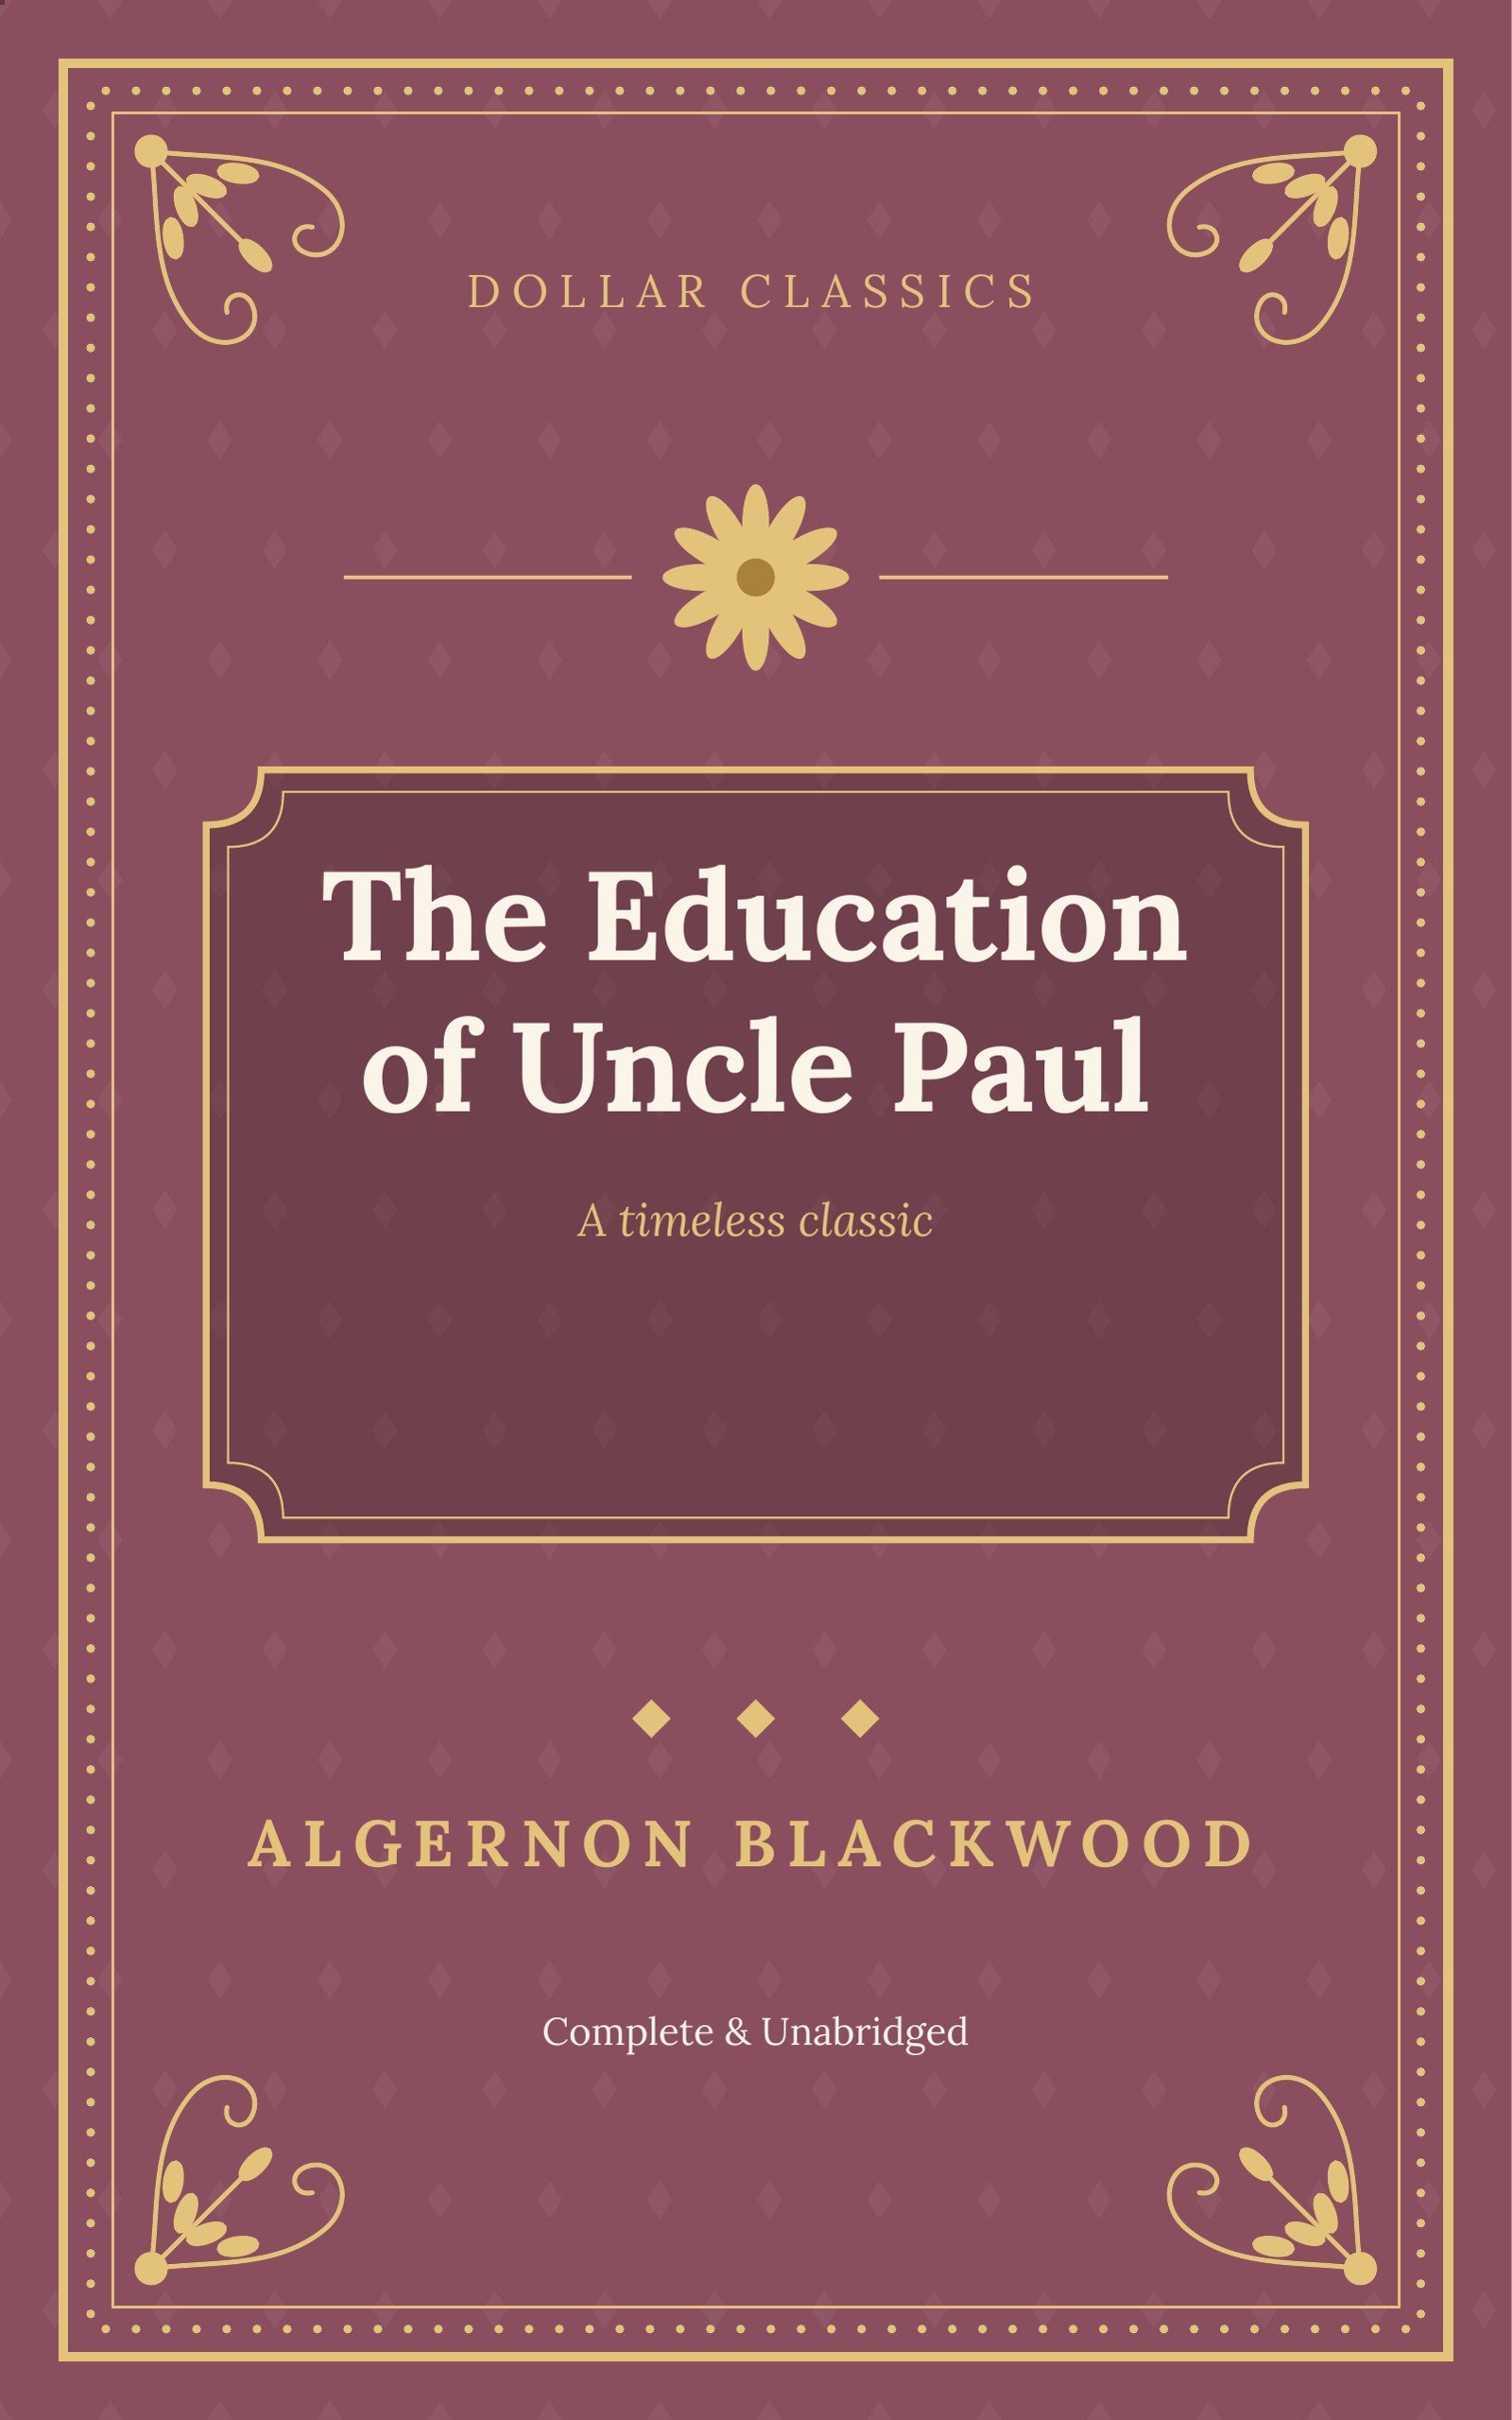 DOLLAR CLASSICS
The Education
of Uncle Paul
A timeless classic
ALGERNON BLACKWOOD
Complete & Unabridged